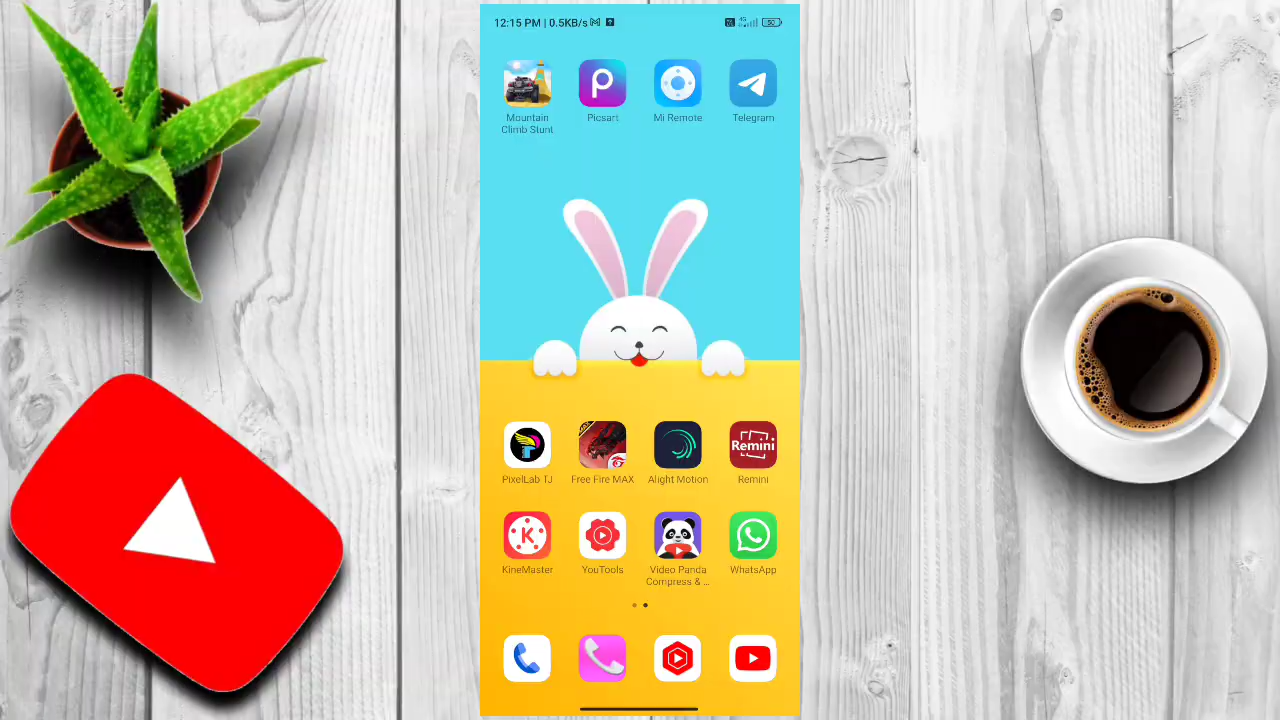 12:15 PM | 0.5KB/s
Mountain Climb Stunt
Picsart
Mi Remote
Telegram
Remini
PixelLab TJ
Free Fire MAX
Alight Motion
Remini
KineMaster
YouTools
Video Panda Compress & ...
WhatsApp